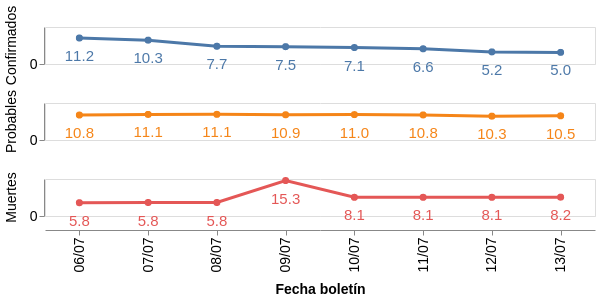 Confirmados
0
11.2 10.3 7.7 7.5 7.1 6.6 5.2 5.0
Probables
0
10.8 11.1 11.1 10.9 11.0 10.8 10.3 10.5
Muertes
0
5.8 5.8 5.8 15.3 8.1 8.1 8.1 8.2
06/07 07/07 08/07 09/07 10/07 11/07 12/07 13/07
Fecha boletín